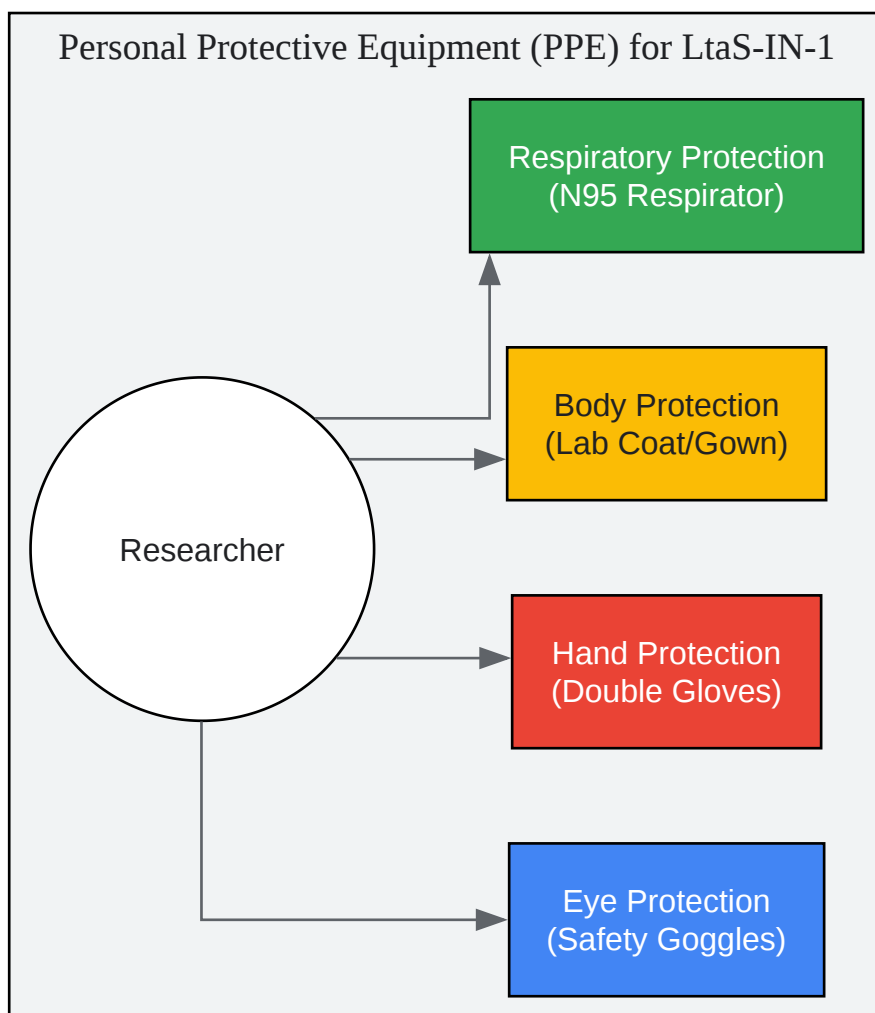 Personal Protective Equipment (PPE) for LtaS-IN-1
Respiratory Protection
(N95 Respirator)
Body Protection
(Lab Coat/Gown)
Researcher
Hand Protection
(Double Gloves)
Eye Protection
(Safety Goggles)